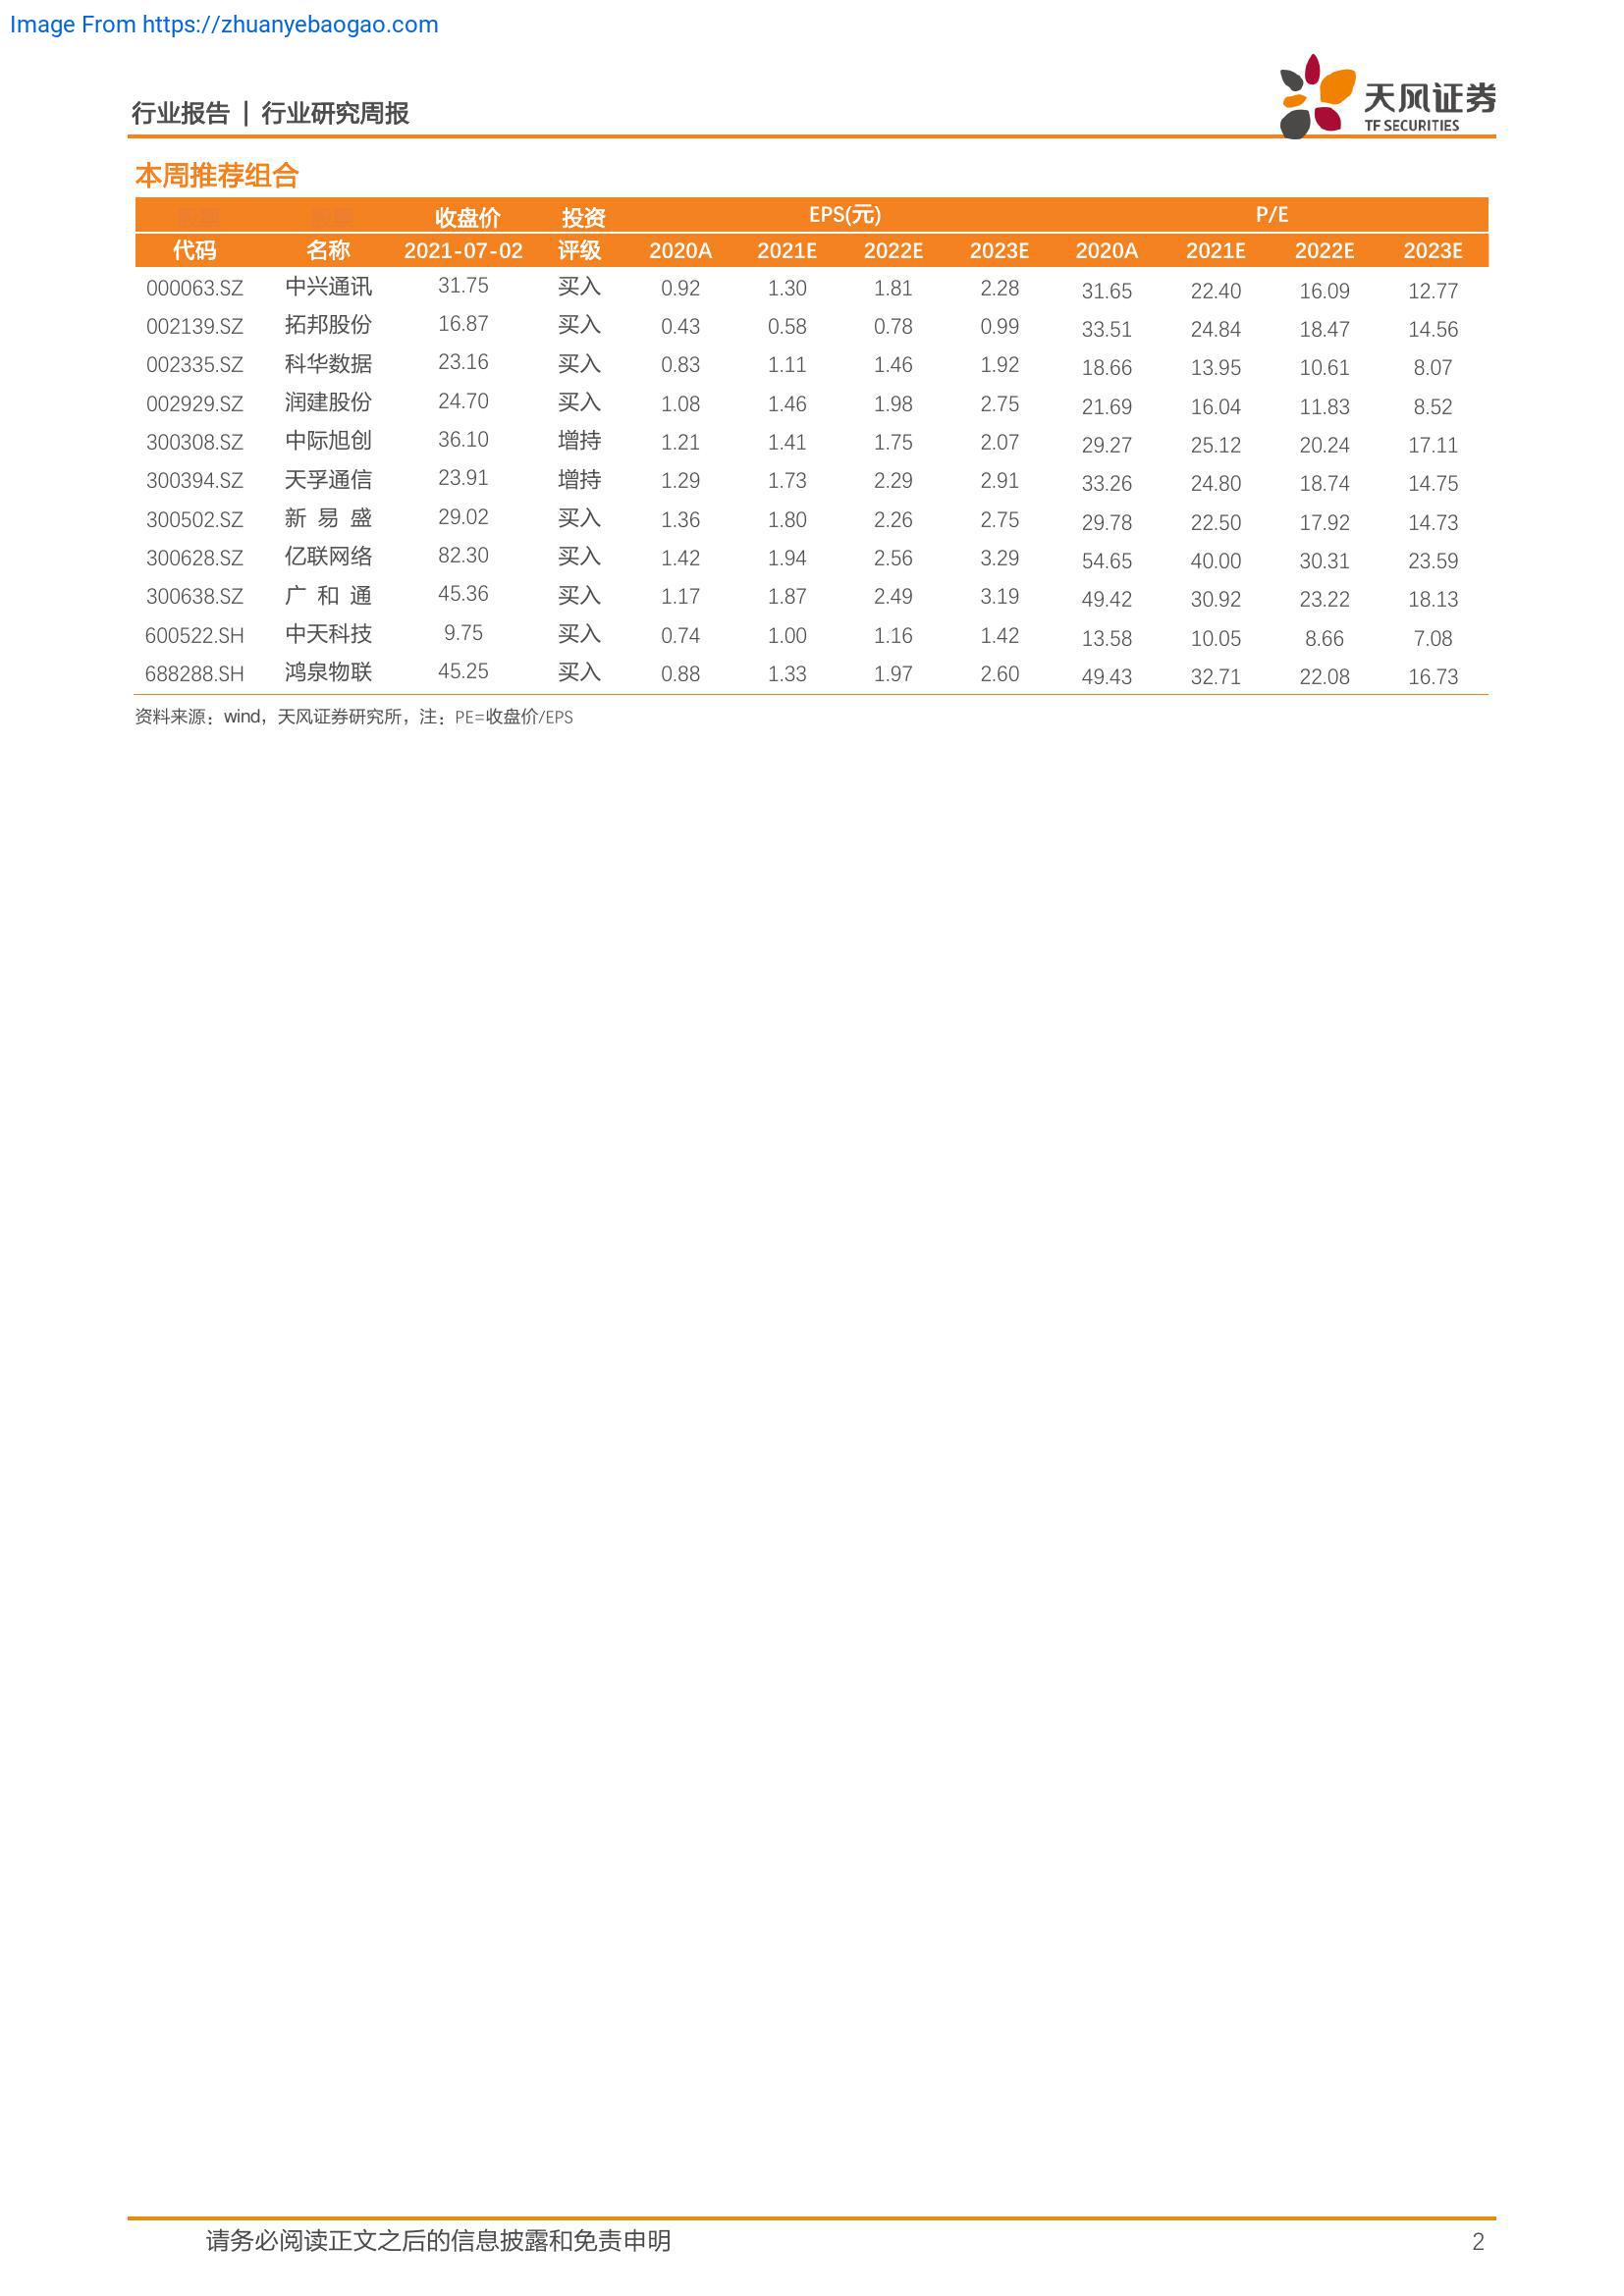 Image From https://zhuanyebaogao.com
行业报告 | 行业研究周报
天风证券
TF SECURITIES
本周推荐组合
收盘价 投资 EPS(元) P/E
代码 名称 2021-07-02 评级 2020A 2021E 2022E 2023E 2020A 2021E 2022E 2023E
000063.SZ 中兴通讯 31.75 买入 0.92 1.30 1.81 2.28 31.65 22.40 16.09 12.77
002139.SZ 拓邦股份 16.87 买入 0.43 0.58 0.78 0.99 33.51 24.84 18.47 14.56
002335.SZ 科华数据 23.16 买入 0.83 1.11 1.46 1.92 18.66 13.95 10.61 8.07
002929.SZ 润建股份 24.70 买入 1.08 1.46 1.98 2.75 21.69 16.04 11.83 8.52
300308.SZ 中际旭创 36.10 增持 1.21 1.41 1.75 2.07 29.27 25.12 20.24 17.11
300394.SZ 天孚通信 23.91 增持 1.29 1.73 2.29 2.91 33.26 24.80 18.74 14.75
300502.SZ 新 易 盛 29.02 买入 1.36 1.80 2.26 2.75 29.78 22.50 17.92 14.73
300628.SZ 亿联网络 82.30 买入 1.42 1.94 2.56 3.29 54.65 40.00 30.31 23.59
300638.SZ 广 和 通 45.36 买入 1.17 1.87 2.49 3.19 49.42 30.92 23.22 18.13
600522.SH 中天科技 9.75 买入 0.74 1.00 1.16 1.42 13.58 10.05 8.66 7.08
688288.SH 鸿泉物联 45.25 买入 0.88 1.33 1.97 2.60 49.43 32.71 22.08 16.73
资料来源：wind，天风证券研究所，注：PE=收盘价/EPS
请务必阅读正文之后的信息披露和免责申明 2